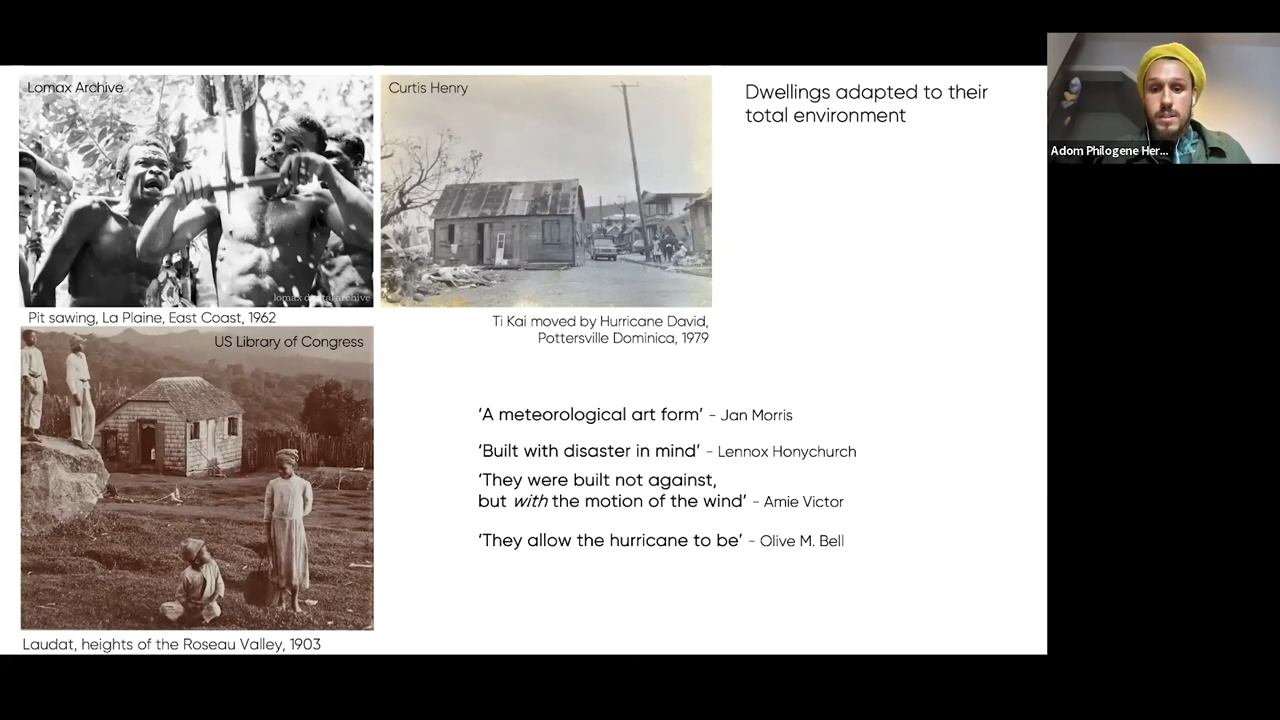 Lomax Archive
lomax digital archive
Pit sawing, La Plaine, East Coast, 1962
Curtis Henry
Ti Kai moved by Hurricane David,
Pottersville Dominica, 1979
Dwellings adapted to their
total environment
US Library of Congress
Laudat, heights of the Roseau Valley, 1903
‘A meteorological art form’ - Jan Morris
‘Built with disaster in mind’ - Lennox Honychurch
‘They were built not against,
but with the motion of the wind’ - Amie Victor
‘They allow the hurricane to be’ - Olive M. Bell
Adom Philogene Her...